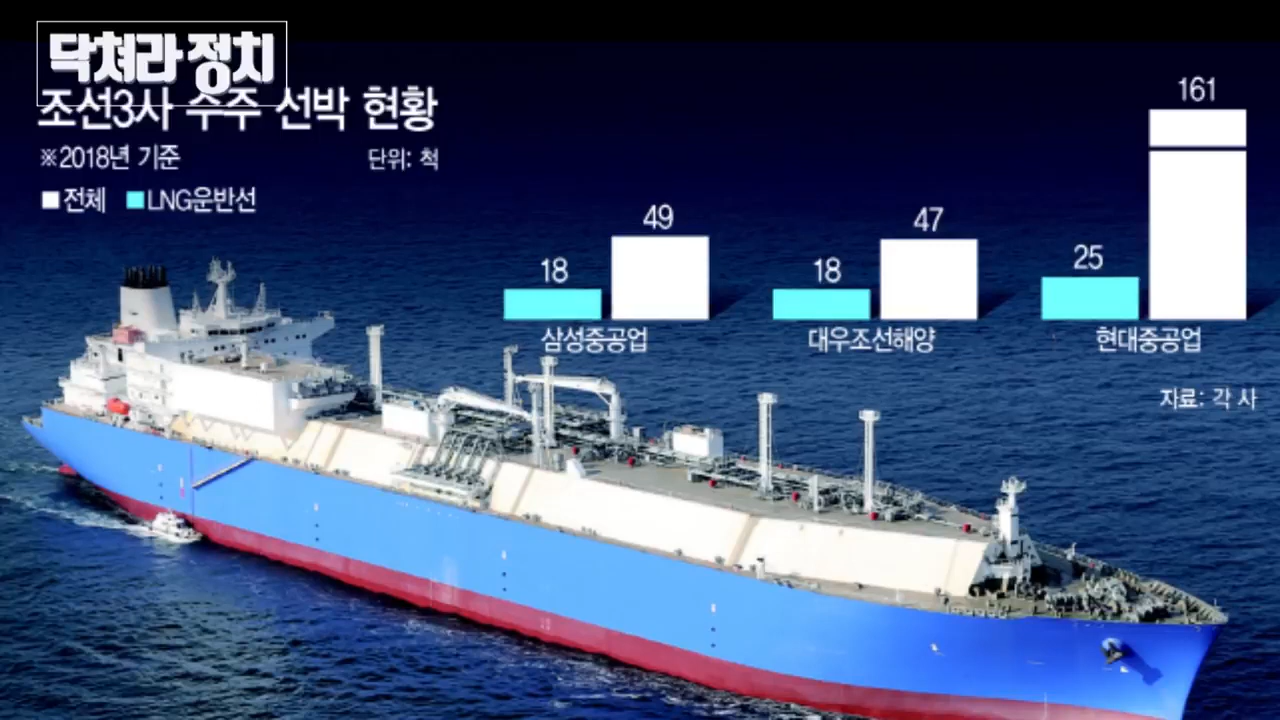 닥쳐라 정치
조선3사 수주 선박 현황
※2018년 기준
단위: 척
전체
LNG운반선
18
49
삼성중공업
18
47
대우조선해양
25
161
현대중공업
자료: 각 사